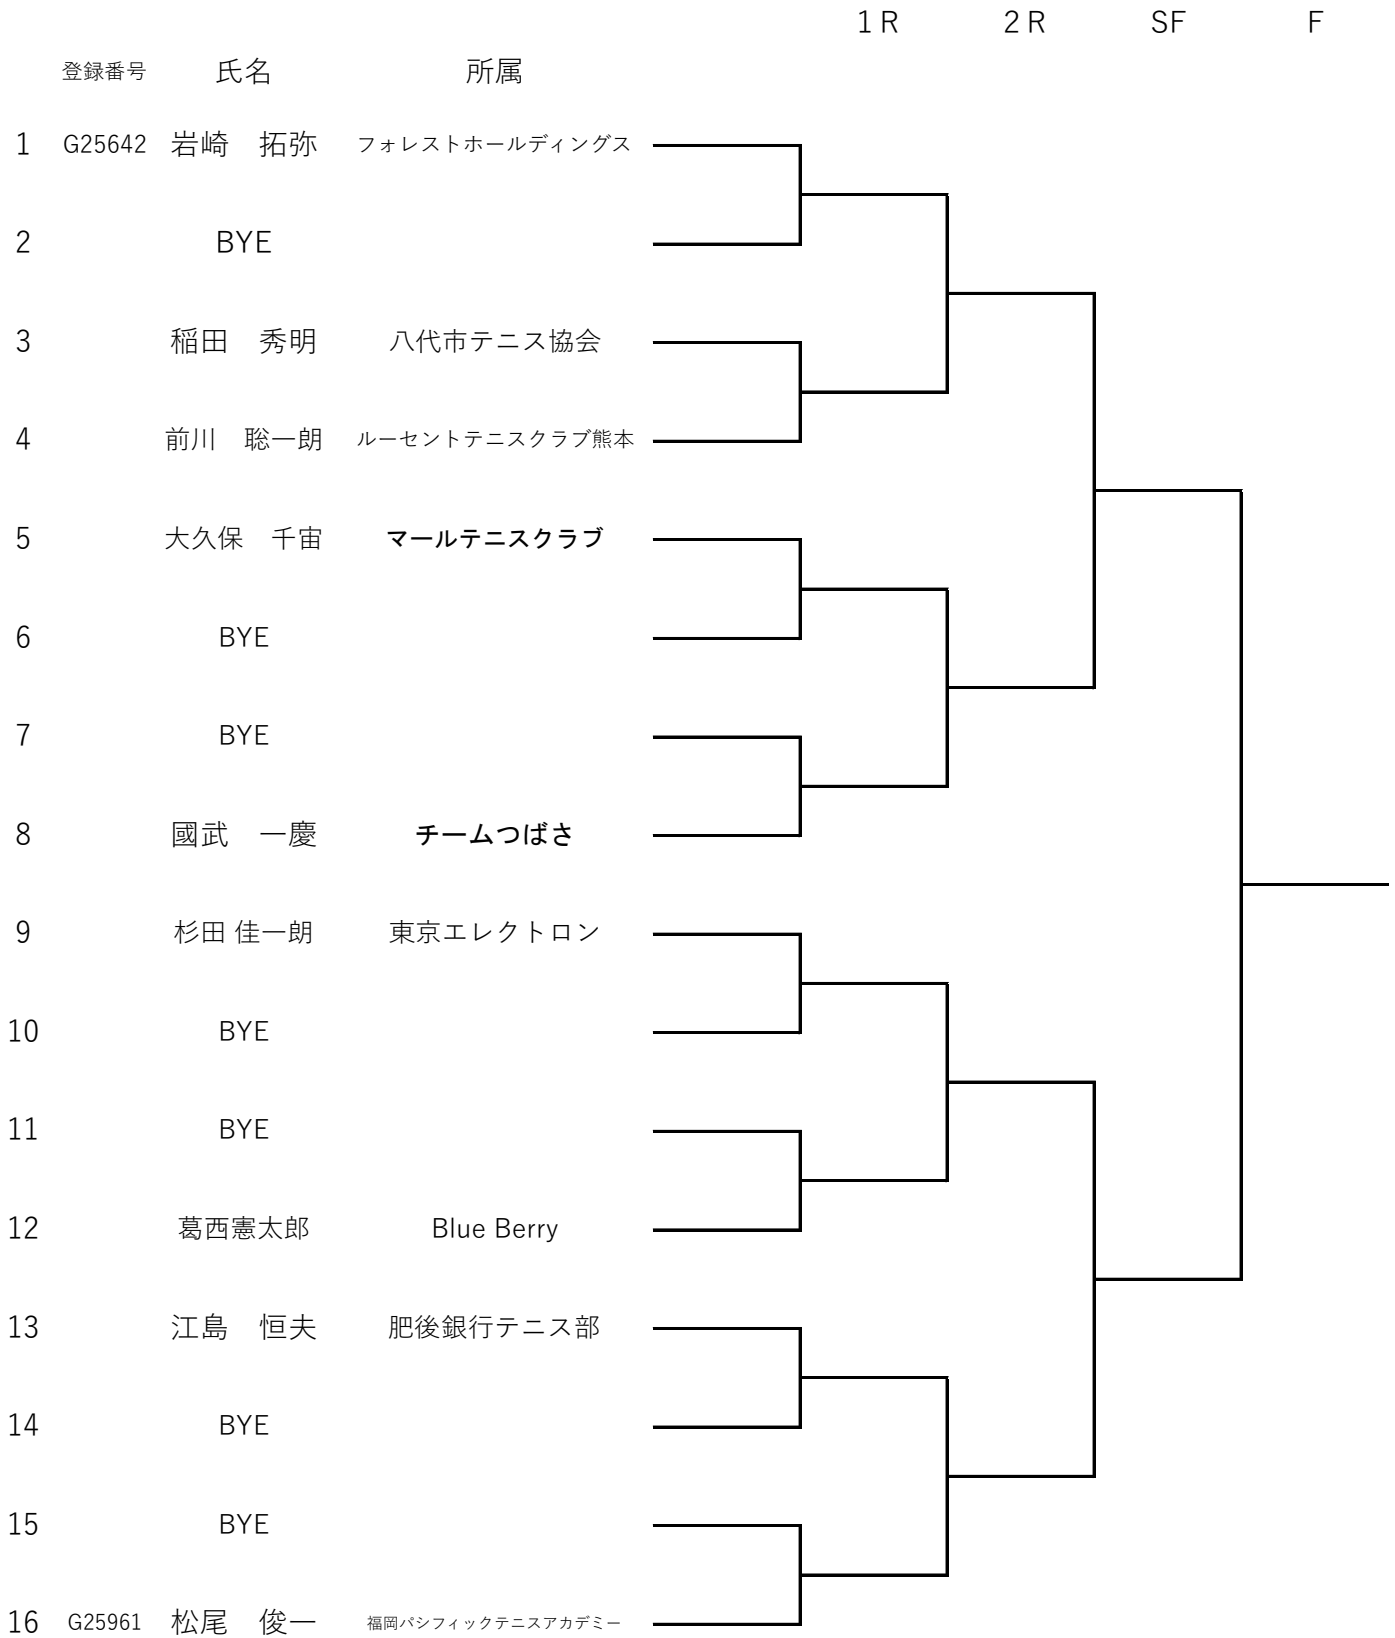 1R 2R SF F
登録番号 氏名 所属
1 G25642 岩崎　拓弥 フォレストホールディングス
2 BYE
3 稲田　秀明 八代市テニス協会
4 前川　聡一朗 ルーセントテニスクラブ熊本
5 大久保　千宙 マールテニスクラブ
6 BYE
7 BYE
8 國武　一慶 チームつばさ
9 杉田 佳一朗 東京エレクトロン
10 BYE
11 BYE
12 葛西憲太郎 Blue Berry
13 江島　恒夫 肥後銀行テニス部
14 BYE
15 BYE
16 G25961 松尾　俊一 福岡パシフィックテニスアカデミー